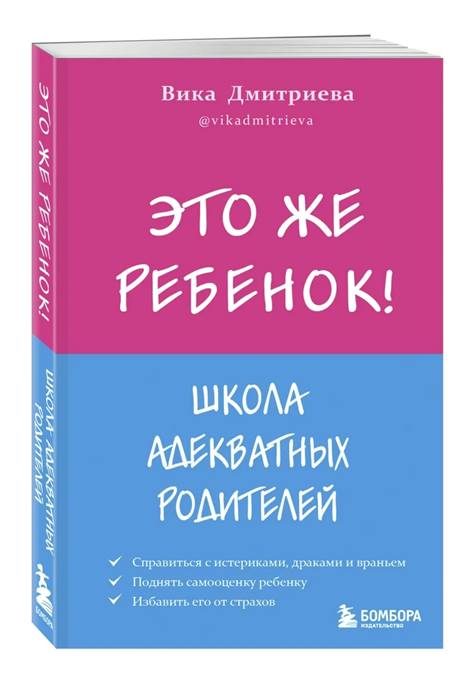 Вика Дмитриева
@vikadmitrieva
ЭТО ЖЕ
РЕБЕНОК!
ШКОЛА
АДЕКВАТНЫХ
РОДИТЕЛЕЙ
Справиться с истериками, драками и враньем
Поднять самооценку ребенку
Избавить его от страхов
БОМБОРА
ИЗДАТЕЛЬСТВО
ЭТО ЖЕ РЕБЕНОК!
ШКОЛА АДЕКВАТНЫХ
РОДИТЕЛЕЙ